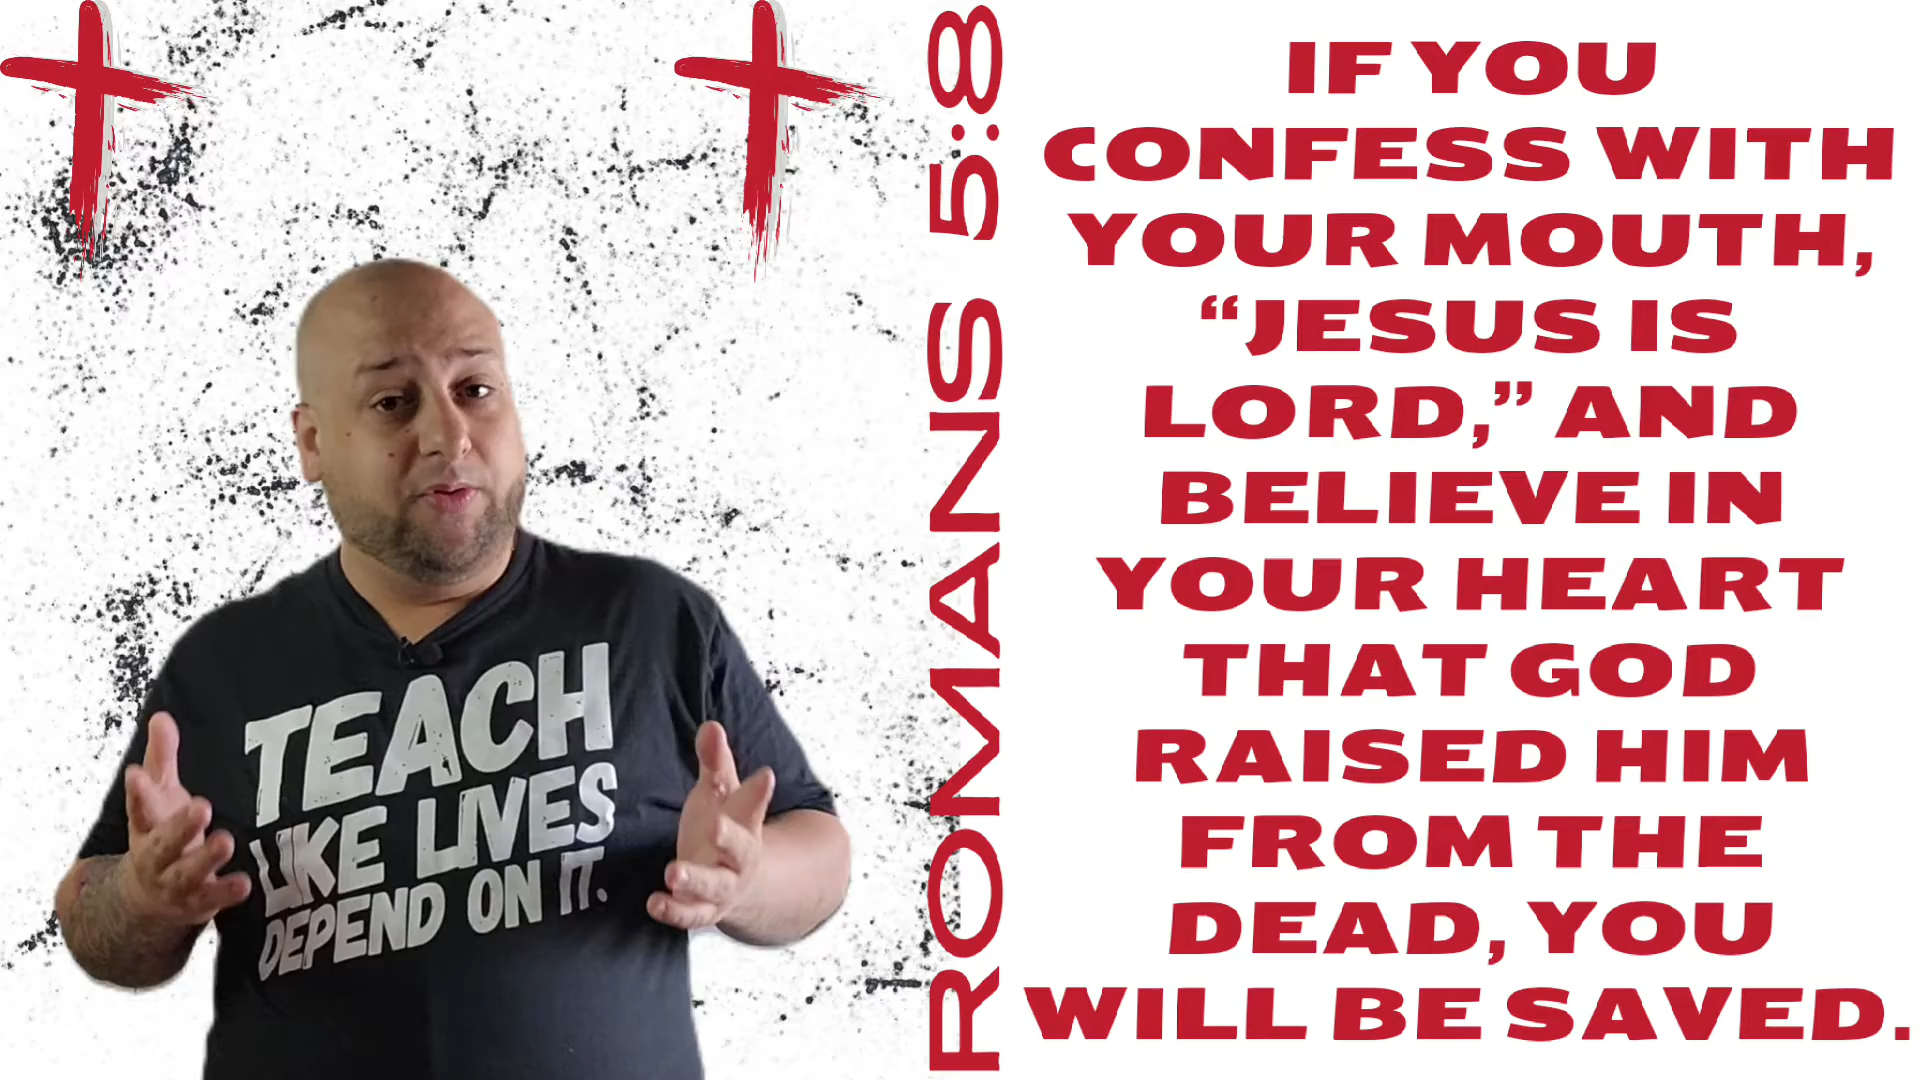 TEACH
LIKE LIVES
DEPEND ON IT.
ROMANS 5:8
IF YOU
CONFESS WITH
YOUR MOUTH,
“JESUS IS
LORD,” AND
BELIEVE IN
YOUR HEART
THAT GOD
RAISED HIM
FROM THE
DEAD, YOU
WILL BE SAVED.